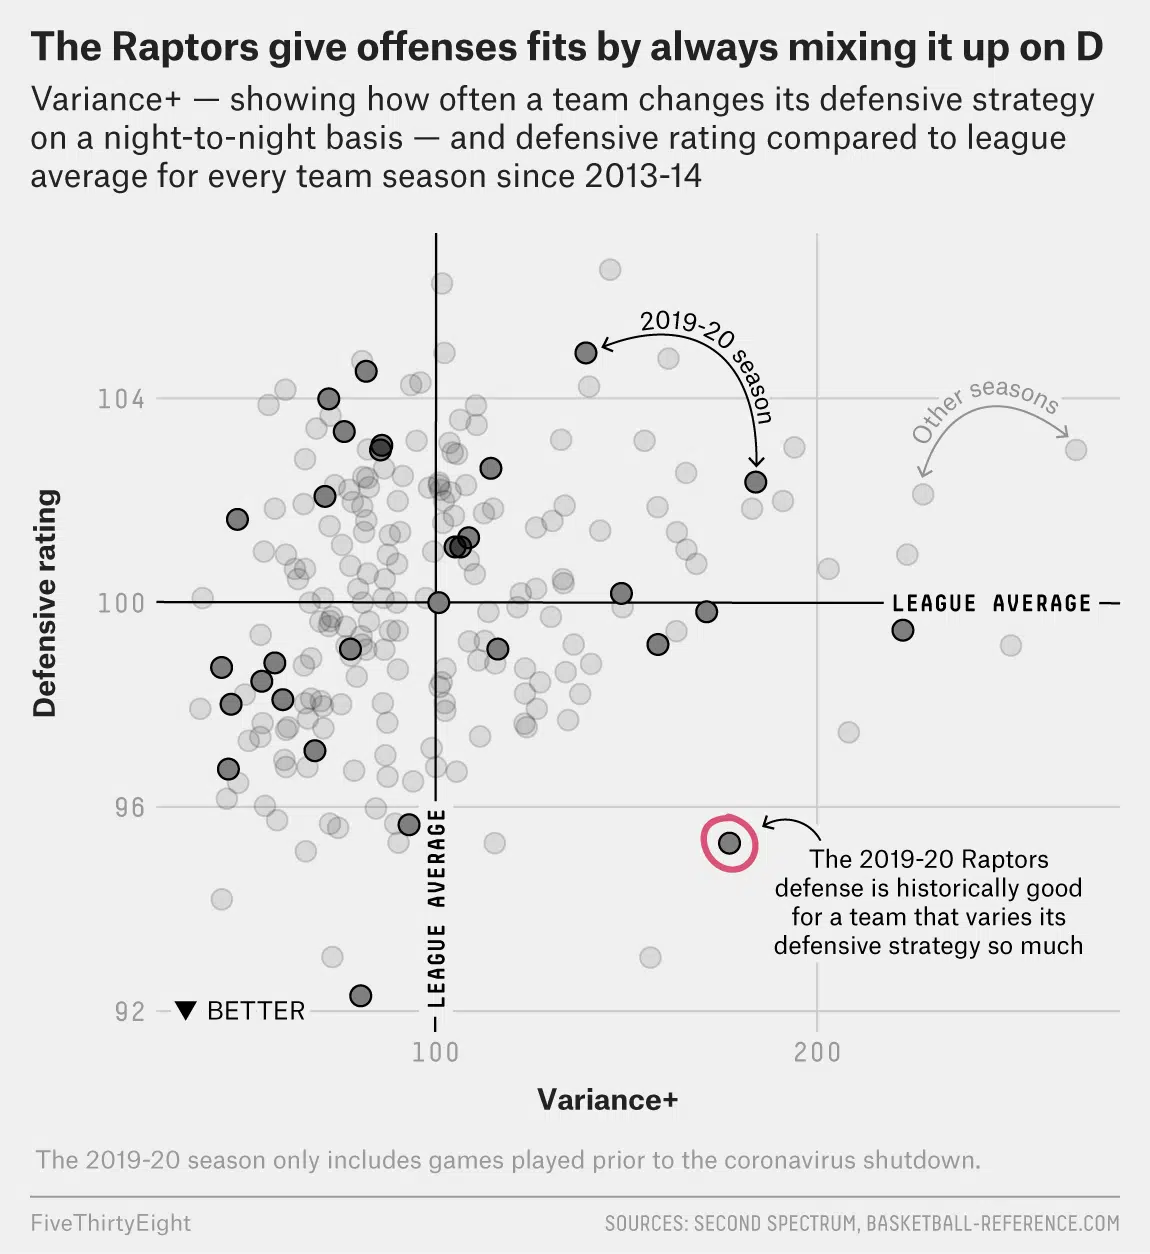 The Raptors give offenses fits by always mixing it up on D
Variance+ — showing how often a team changes its defensive strategy
on a night-to-night basis — and defensive rating compared to league
average for every team season since 2013-14
2019-20 season
Other seasons
104
100
96
92
Defensive rating
LEAGUE AVERAGE
LEAGUE AVERAGE
The 2019-20 Raptors
defense is historically good
for a team that varies its
defensive strategy so much
▼ BETTER
100
200
Variance+
The 2019-20 season only includes games played prior to the coronavirus shutdown.
FiveThirtyEight
SOURCES: SECOND SPECTRUM, BASKETBALL-REFERENCE.COM